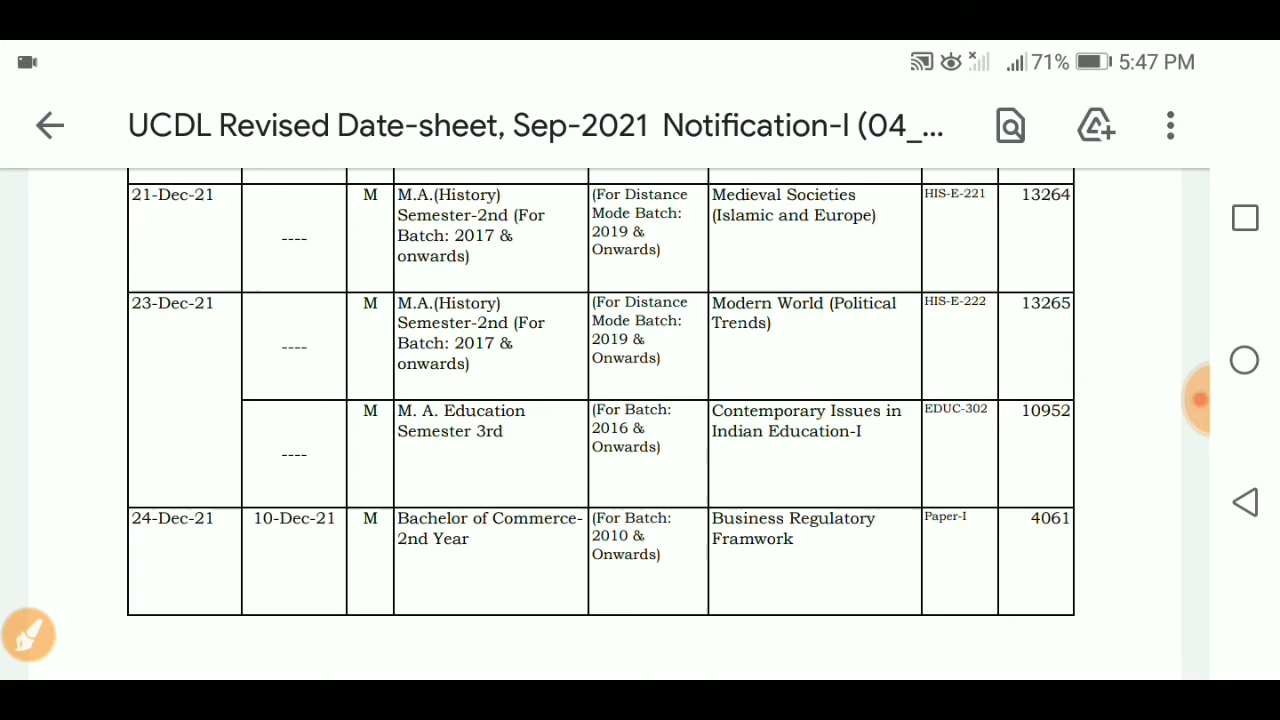 71% 5:47 PM
UCDL Revised Date-sheet, Sep-2021 Notification-I (04_...
21-Dec-21 ---- M M.A.(History) Semester-2nd (For Batch: 2017 & onwards) (For Distance Mode Batch: 2019 & Onwards) Medieval Societies (Islamic and Europe) HIS-E-221 13264
23-Dec-21 ---- M M.A.(History) Semester-2nd (For Batch: 2017 & onwards) (For Distance Mode Batch: 2019 & Onwards) Modern World (Political Trends) HIS-E-222 13265
---- M M. A. Education Semester 3rd (For Batch: 2016 & Onwards) Contemporary Issues in Indian Education-I EDUC-302 10952
24-Dec-21 10-Dec-21 M Bachelor of Commerce-2nd Year (For Batch: 2010 & Onwards) Business Regulatory Framwork Paper-I 4061